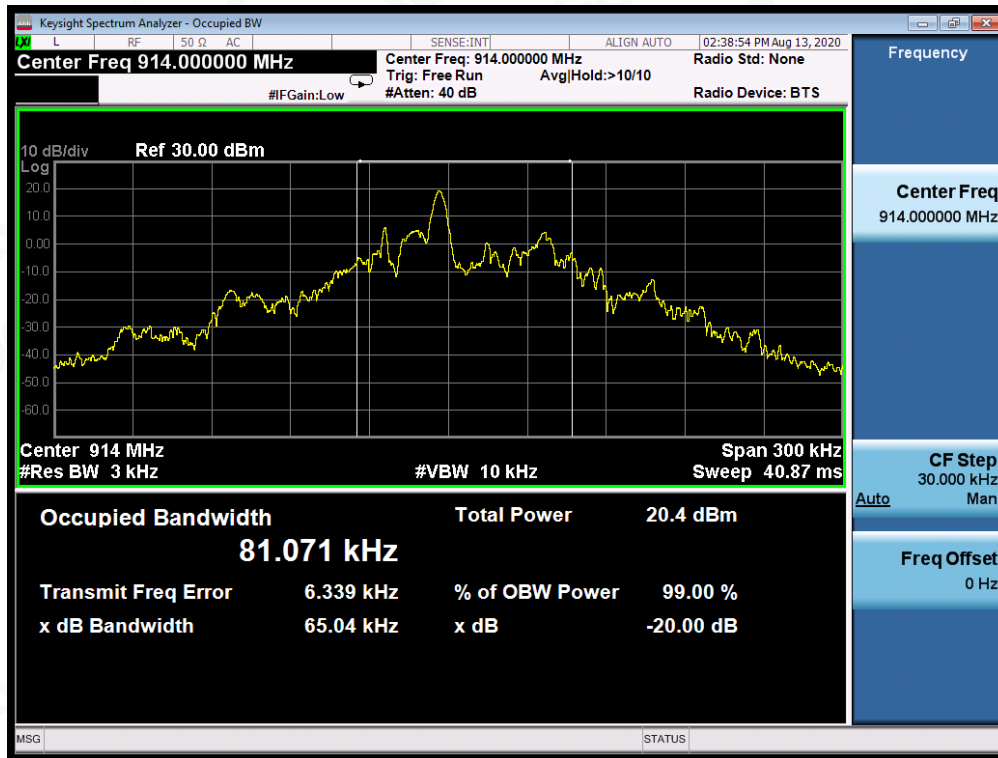 Keysight Spectrum Analyzer - Occupied BW
LXI L RF 50 Ω AC SENSE:INT ALIGN AUTO 02:38:54 PM Aug 13, 2020
Center Freq 914.000000 MHz
Center Freq: 914.000000 MHz
Radio Std: None
Trig: Free Run Avg|Hold:>10/10
#IFGain:Low
#Atten: 40 dB
Radio Device: BTS
10 dB/div Ref 30.00 dBm
Log
20.0
10.0
0.00
-10.0
-20.0
-30.0
-40.0
-50.0
-60.0
Center 914 MHz
Span 300 kHz
#Res BW 3 kHz
#VBW 10 kHz
Sweep 40.87 ms
Occupied Bandwidth
Total Power 20.4 dBm
81.071 kHz
Transmit Freq Error 6.339 kHz
% of OBW Power 99.00 %
x dB Bandwidth 65.04 kHz
x dB -20.00 dB
Frequency
Center Freq
914.000000 MHz
CF Step
30.000 kHz
Auto Man
Freq Offset
0 Hz
MSG STATUS